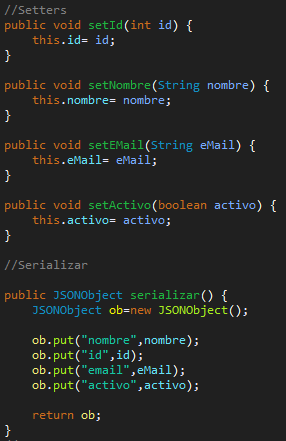 //Setters
public void setId(int id) {
this.id= id;
}
public void setNombre(String nombre) {
this.nombre= nombre;
}
public void setEMail(String eMail) {
this.eMail= eMail;
}
public void setActivo(boolean activo) {
this.activo= activo;
}
//Serializar
public JSONObject serializar() {
JSONObject ob=new JSONObject();
ob.put("nombre",nombre);
ob.put("id",id);
ob.put("email",eMail);
ob.put("activo",activo);
return ob;
}